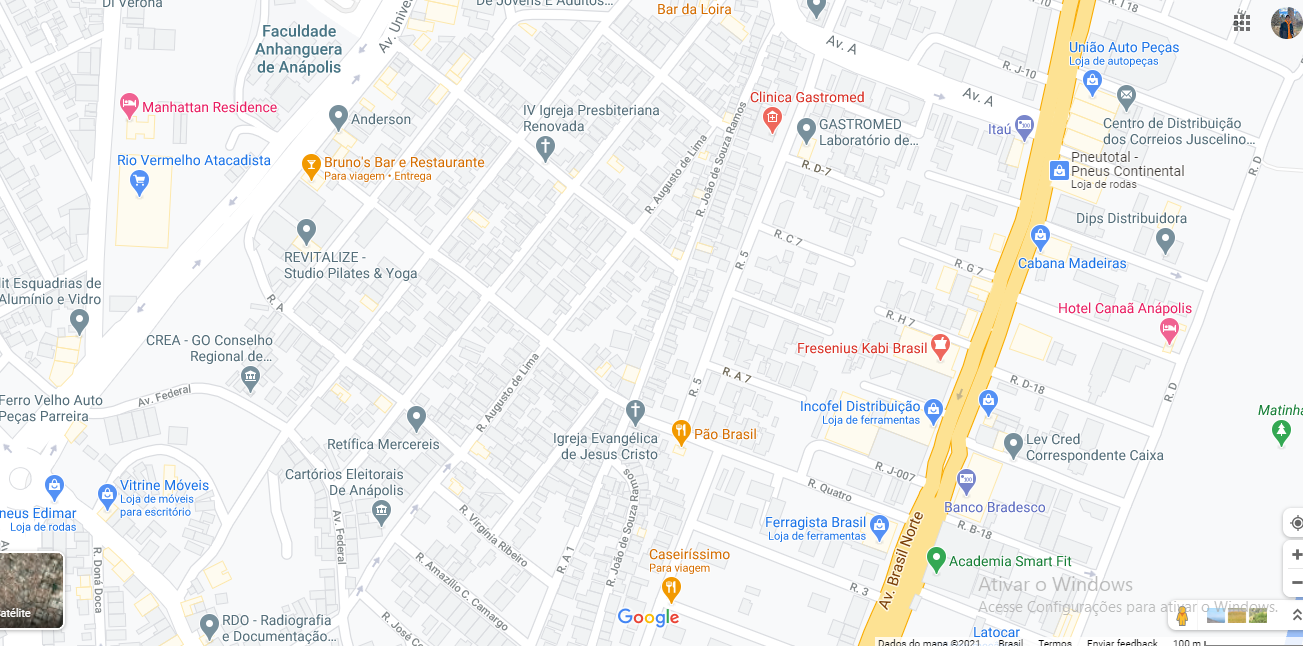 Di Verona
De Jovens E Adultos...
Bar da Loira
R. J-18
Faculdade
Anhanguera
de Anápolis
Av. A
União Auto Peças
Loja de autopeças
R. J-10
Manhattan Residence
Anderson
IV Igreja Presbiteriana
Renovada
Clinica Gastromed
Av. A
GASTROMED
Laboratório de...
Itaú
Centro de Distribuição
dos Correios Juscelino...
Rio Vermelho Atacadista
Bruno's Bar e Restaurante
Para viagem • Entrega
R. Augusto de Lima
R. João de Souza Ramos
R. D-7
Pneutotal -
Pneus Continental
Loja de rodas
R. D
Dips Distribuidora
REVITALIZE -
Studio Pilates & Yoga
R. C 7
R. 5
R. G 7
Cabana Madeiras
lit Esquadrias de
Alumínio e Vidro
R. A
Hotel Canaã Anápolis
R. H 7
CREA - GO Conselho
Regional de...
Fresenius Kabi Brasil
R. Augusto de Lima
R. 5
R. A 7
R. D-18
R. D
Av. Federal
Ferro Velho Auto
Peças Parreira
Incofel Distribuição
Loja de ferramentas
Matinha
Retífica Mercereis
Igreja Evangélica
de Jesus Cristo
Pão Brasil
Lev Cred
Correspondente Caixa
Cartórios Eleitorais
De Anápolis
R. J-007
R. Quatro
Vitrine Móveis
Loja de móveis
para escritório
neus Edimar
Loja de rodas
Av. Federal
R. Virgínia Ribeiro
R. João de Souza Ramos
Banco Bradesco
Ferragista Brasil
Loja de ferramentas
R. B-18
Av. Brasil Norte
R. Doná Doca
R. A 1
Caseiríssimo
Para viagem
Academia Smart Fit
R. Amazílio C. Camargo
R. 3
Ativar o Windows
Acesse Configurações para ativar o Windows.
atélite
Google
RDO - Radiografia
e Documentação...
R. José C
Latocar
Dados do mapa ©2021 Brasil Termos Enviar feedback 100 m